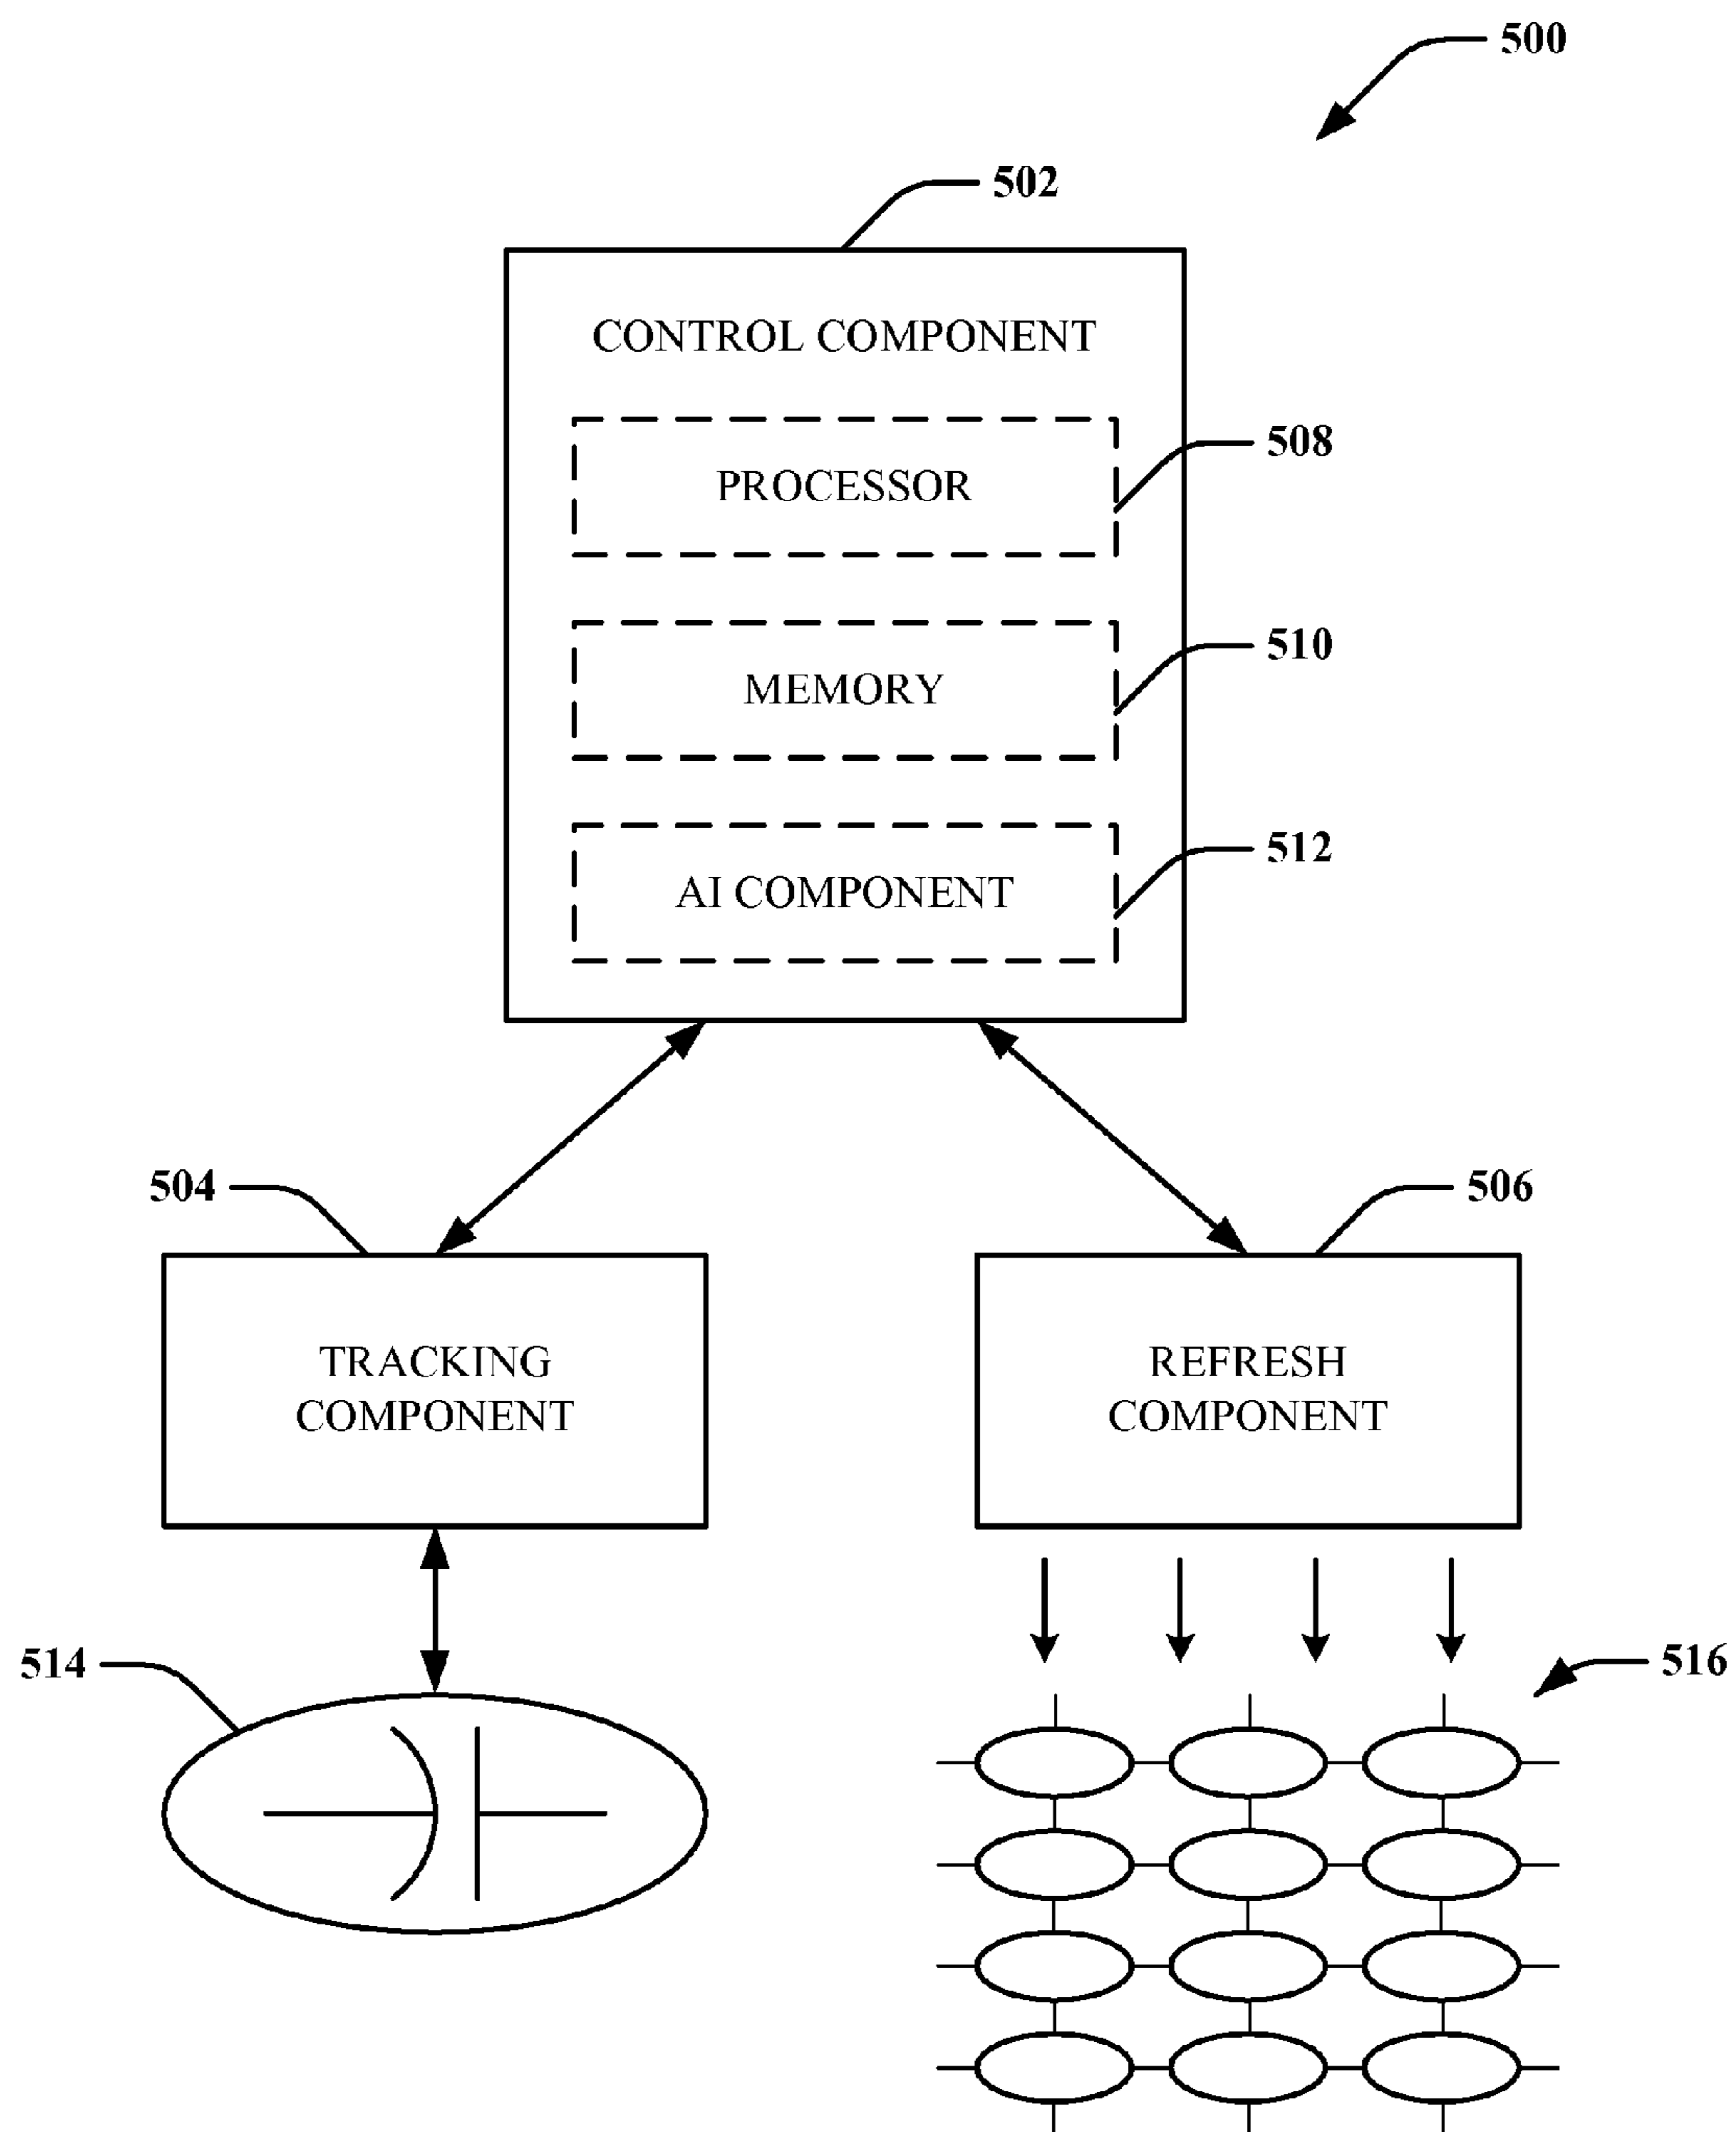 500
502
CONTROL COMPONENT
PROCESSOR
508
MEMORY
510
AI COMPONENT
512
504
506
TRACKING
COMPONENT
REFRESH
COMPONENT
514
516